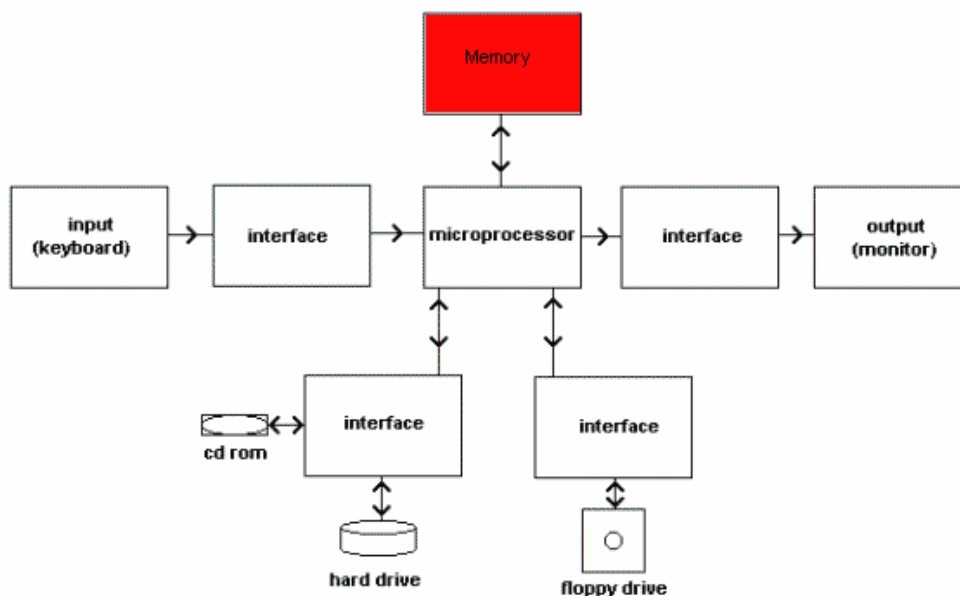 Memory
input
(keyboard)
interface
microprocessor
interface
output
(monitor)
interface
interface
cd rom
hard drive
floppy drive